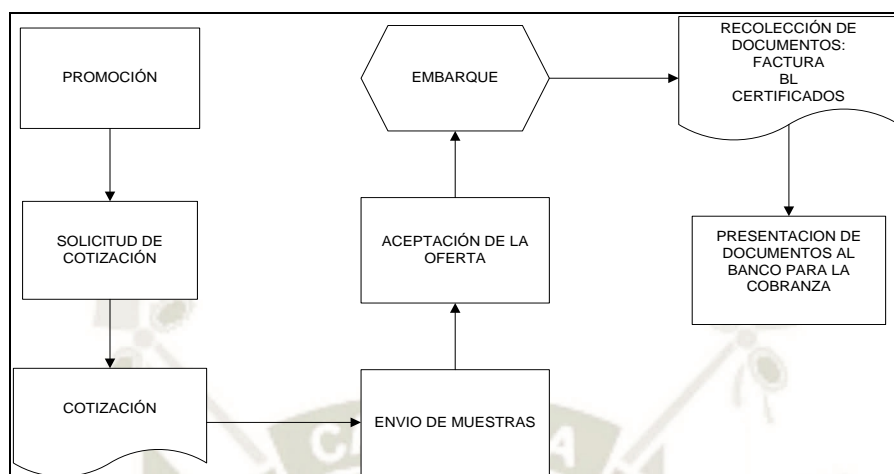 PROMOCIÓN
SOLICITUD DE
COTIZACIÓN
COTIZACIÓN
ENVIO DE MUESTRAS
ACEPTACIÓN DE LA
OFERTA
EMBARQUE
RECOLECCIÓN DE
DOCUMENTOS:
FACTURA
BL
CERTIFICADOS
PRESENTACION DE
DOCUMENTOS AL
BANCO PARA LA
COBRANZA